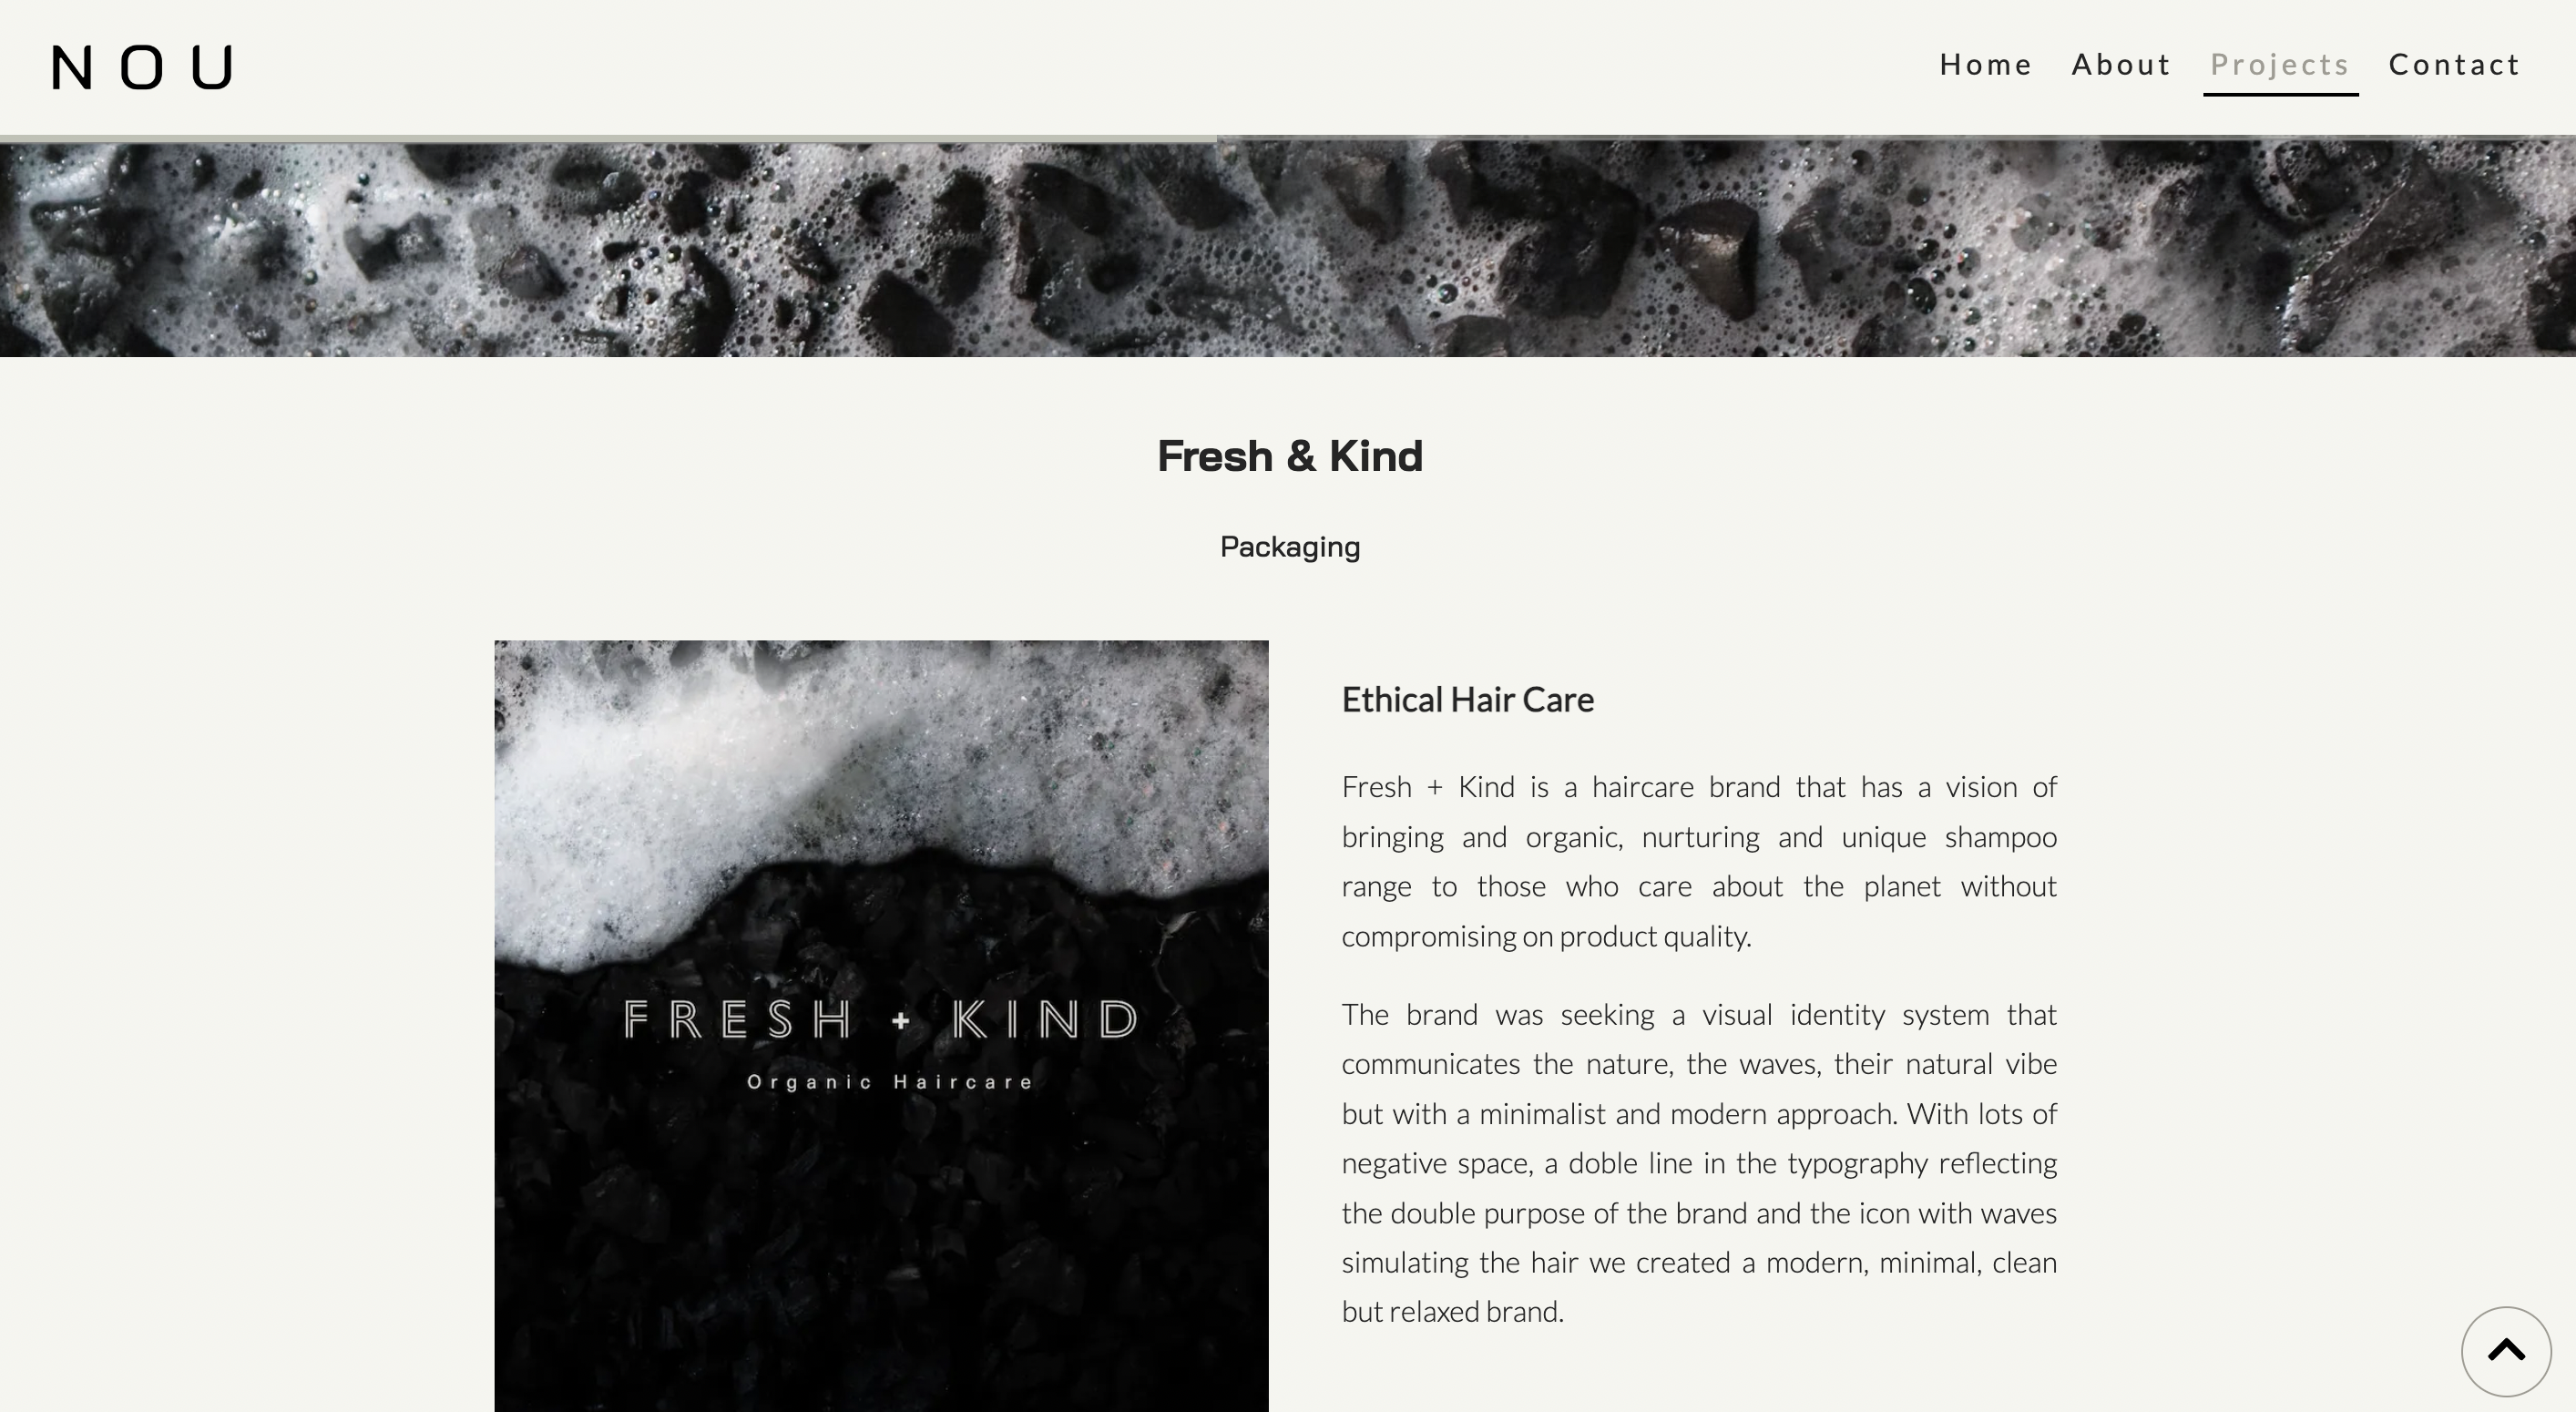 NOU
Home About Projects Contact
Fresh & Kind
Packaging
FRESH + KIND
Organic Haircare
Ethical Hair Care
Fresh + Kind is a haircare brand that has a vision of
bringing and organic, nurturing and unique shampoo
range to those who care about the planet without
compromising on product quality.
The brand was seeking a visual identity system that
communicates the nature, the waves, their natural vibe
but with a minimalist and modern approach. With lots of
negative space, a doble line in the typography reflecting
the double purpose of the brand and the icon with waves
simulating the hair we created a modern, minimal, clean
but relaxed brand.